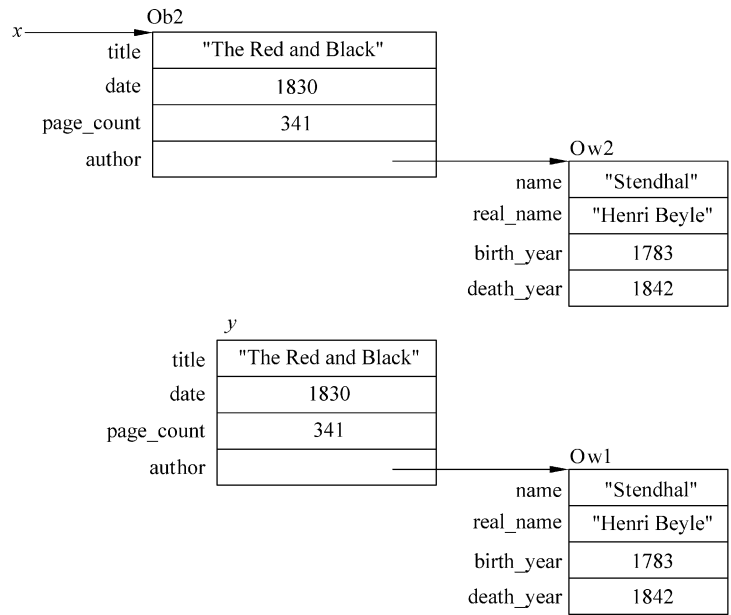 Ob2
x
title "The Red and Black"
date 1830
page_count 341
author
Ow2
name "Stendhal"
real_name "Henri Beyle"
birth_year 1783
death_year 1842
y
title "The Red and Black"
date 1830
page_count 341
author
Ow1
name "Stendhal"
real_name "Henri Beyle"
birth_year 1783
death_year 1842